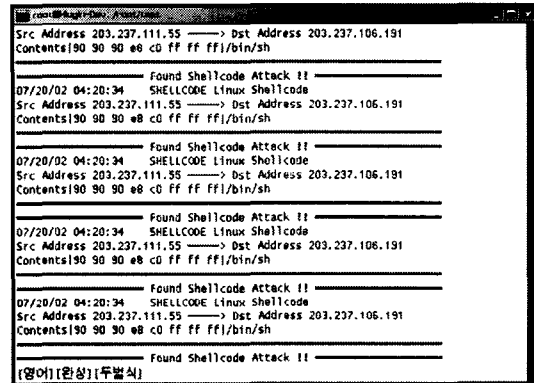 Src Address 203.237.111.55 ———> Dst Address 203.237.106.191
Contents|90 90 90 e8 c0 ff ff ff|/bin/sh
Found Shellcode Attack !!
07/20/02 04:20:34 SHELLCODE Linux Shellcode
Src Address 203.237.111.55 ———> Dst Address 203.237.106.191
Contents|90 90 90 e8 c0 ff ff ff|/bin/sh
Found Shellcode Attack !!
07/20/02 04:20:34 SHELLCODE Linux Shellcode
Src Address 203.237.111.55 ———> Dst Address 203.237.106.191
Contents|90 90 90 e8 c0 ff ff ff|/bin/sh
Found Shellcode Attack !!
07/20/02 04:20:34 SHELLCODE Linux Shellcode
Src Address 203.237.111.55 ———> Dst Address 203.237.106.191
Contents|90 90 90 e8 c0 ff ff ff|/bin/sh
Found Shellcode Attack !!
07/20/02 04:20:34 SHELLCODE Linux Shellcode
Src Address 203.237.111.55 ———> Dst Address 203.237.106.191
Contents|90 90 90 e8 c0 ff ff ff|/bin/sh
Found Shellcode Attack !!
[영어][완성][두벌식]